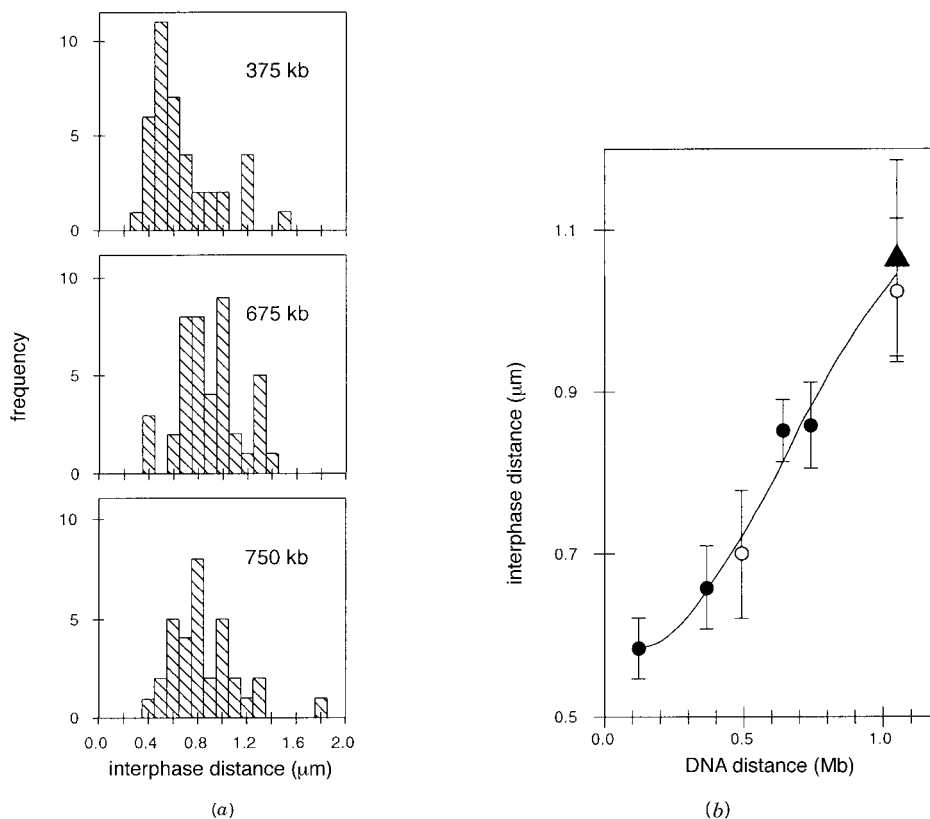 10
375 kb
5
0
10
675 kb
5
0
10
750 kb
5
0
0.0 0.4 0.8 1.2 1.6 2.0
frequency
interphase distance (μm)
(a)
1.1
0.9
0.7
0.5
0.0 0.5 1.0
interphase distance (μm)
DNA distance (Mb)
(b)